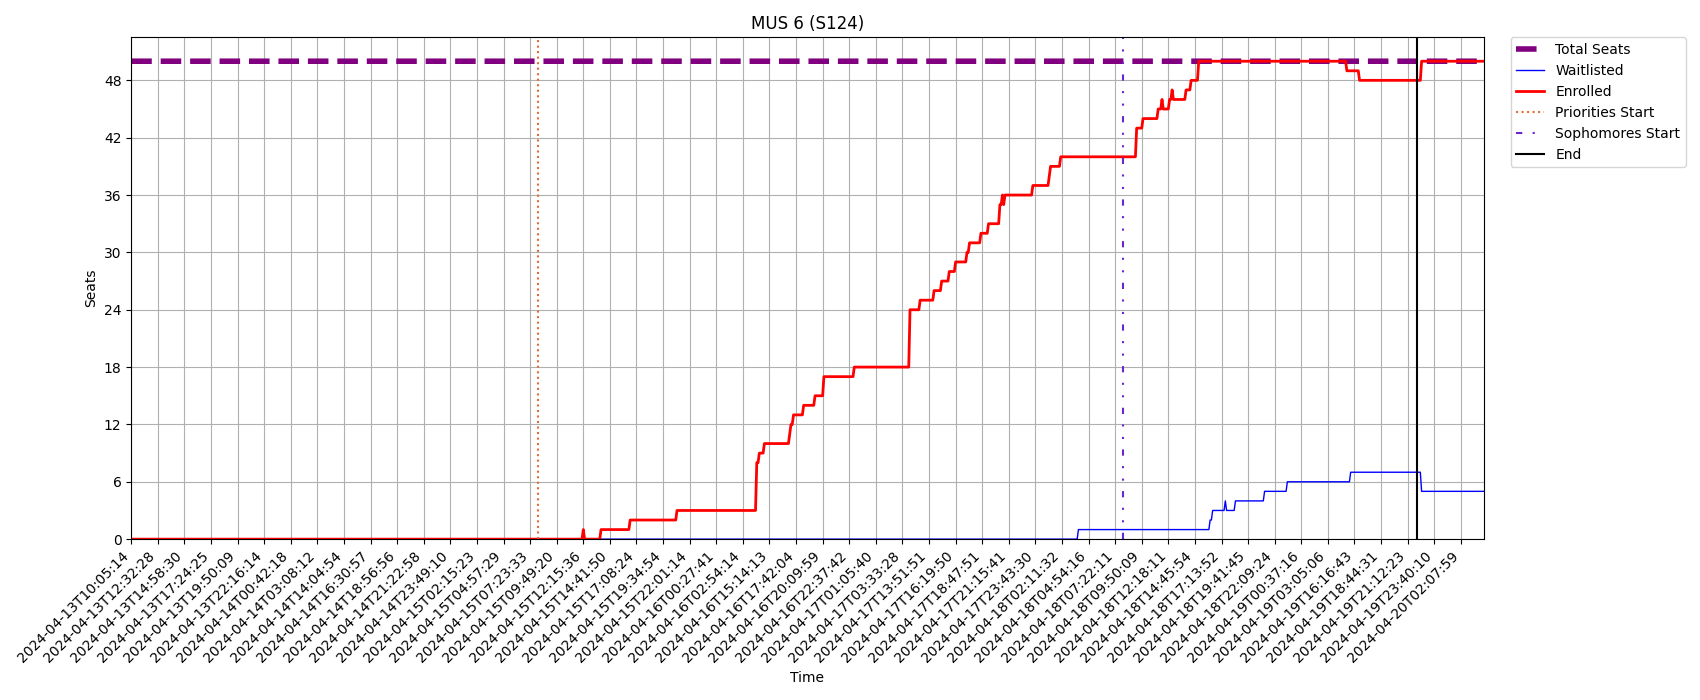 MUS 6 (S124)
Total Seats
Waitlisted
Enrolled
Priorities Start
Sophomores Start
End
Seats
48
42
36
30
24
18
12
6
0
2024-04-13T10:05:14
2024-04-13T12:32:28
2024-04-13T14:58:30
2024-04-13T17:24:25
2024-04-13T19:50:09
2024-04-13T22:16:14
2024-04-14T00:42:18
2024-04-14T03:08:12
2024-04-14T14:04:54
2024-04-14T16:30:57
2024-04-14T18:56:56
2024-04-14T21:22:58
2024-04-14T23:49:10
2024-04-15T02:15:23
2024-04-15T04:57:29
2024-04-15T07:23:33
2024-04-15T09:49:20
2024-04-15T12:15:36
2024-04-15T14:41:50
2024-04-15T17:08:24
2024-04-15T19:34:54
2024-04-15T22:01:14
2024-04-16T00:27:41
2024-04-16T02:54:14
2024-04-16T15:14:13
2024-04-16T17:42:04
2024-04-16T20:09:59
2024-04-16T22:37:42
2024-04-17T01:05:40
2024-04-17T03:33:28
2024-04-17T13:51:51
2024-04-17T16:19:50
2024-04-17T18:47:51
2024-04-17T21:15:41
2024-04-17T23:43:30
2024-04-18T02:11:32
2024-04-18T04:54:16
2024-04-18T07:22:11
2024-04-18T09:50:09
2024-04-18T12:18:11
2024-04-18T14:45:54
2024-04-18T17:13:52
2024-04-18T19:41:45
2024-04-18T22:09:24
2024-04-19T00:37:16
2024-04-19T03:05:06
2024-04-19T16:16:43
2024-04-19T18:44:31
2024-04-19T21:12:23
2024-04-19T23:40:10
2024-04-20T02:07:59
Time